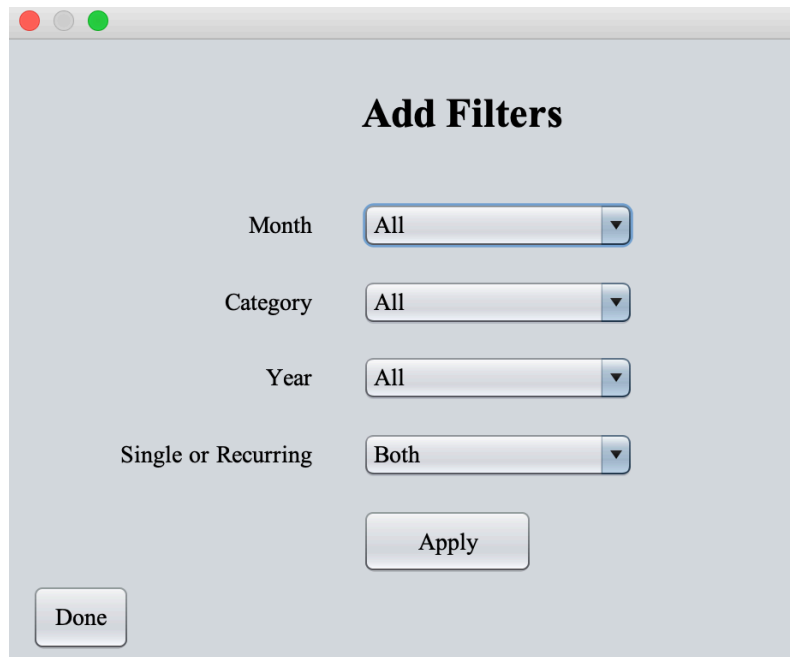 Add Filters
Month All
Category All
Year All
Single or Recurring Both
Apply
Done